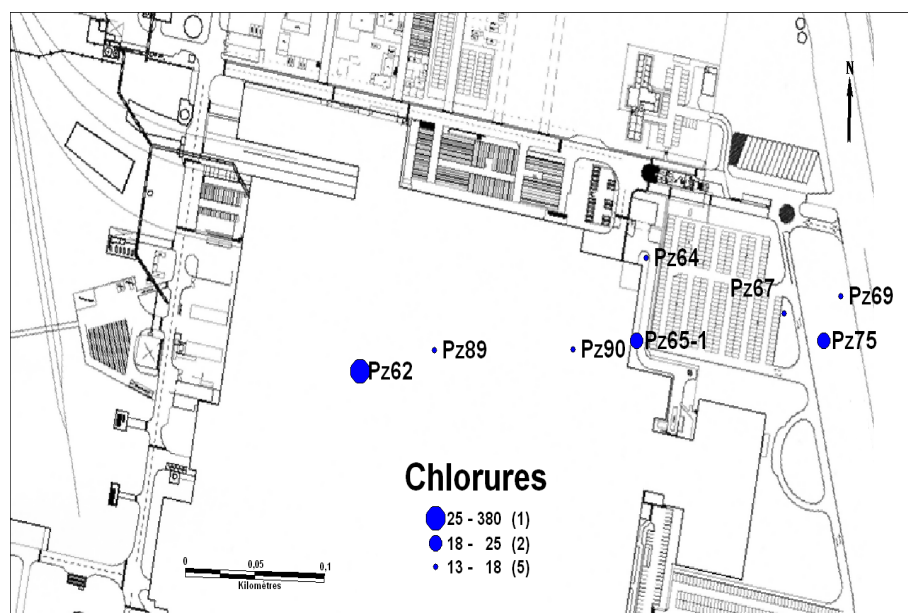 N
Pz64
Pz67
Pz69
Pz65-1
Pz75
Pz89
Pz90
Pz62
Chlorures
25 - 380 (1)
18 - 25 (2)
13 - 18 (5)
0 0,05 0,1
Kilomètres